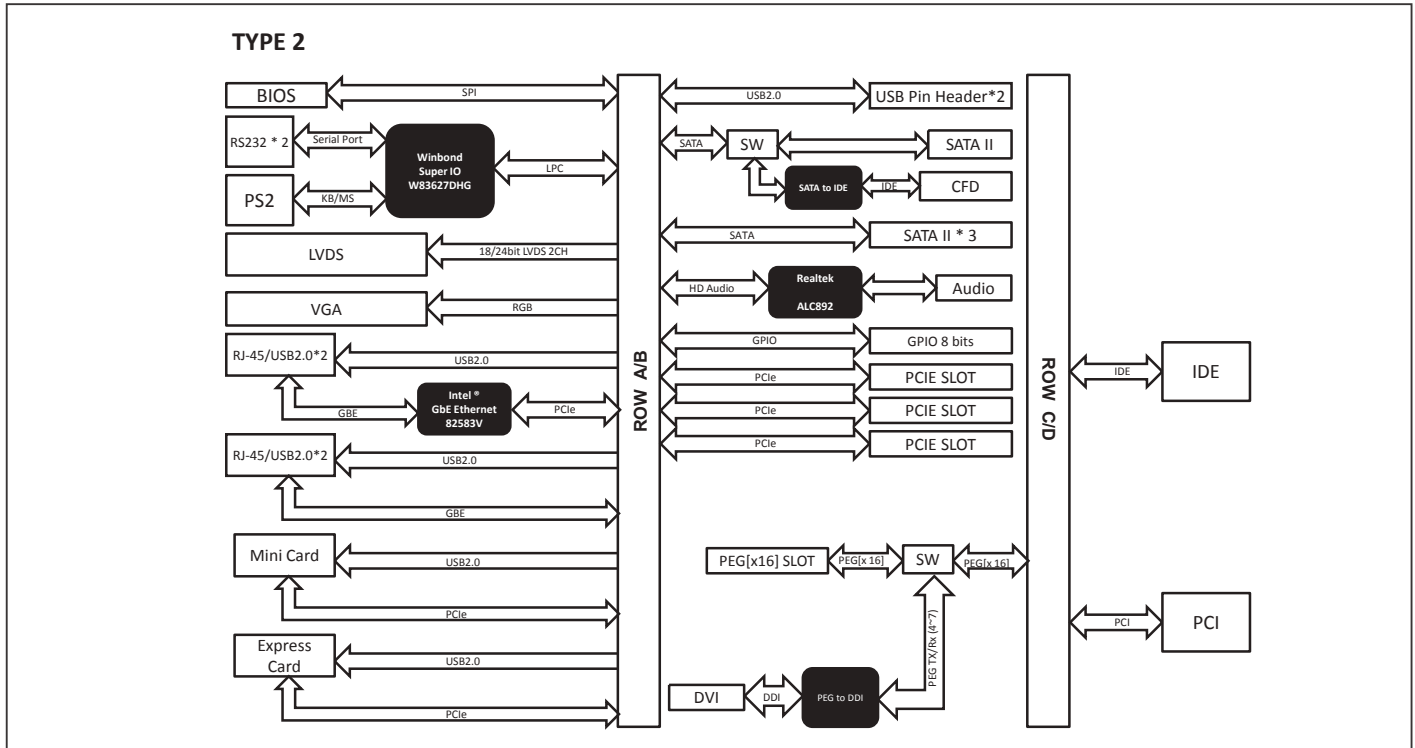 TYPE 2
BIOS
SPI
RS232 * 2
Serial Port
Winbond
Super IO
W83627DHG
LPC
PS2
KB/MS
LVDS
18/24bit LVDS 2CH
VGA
RGB
RJ-45/USB2.0*2
USB2.0
GBE
Intel ®
GbE Ethernet
82583V
PCIe
RJ-45/USB2.0*2
USB2.0
GBE
Mini Card
USB2.0
PCIe
Express
Card
USB2.0
PCIe
ROW A/B
USB2.0
USB Pin Header*2
SATA
SW
SATA II
SATA to IDE
IDE
CFD
SATA
SATA II * 3
HD Audio
Realtek
ALC892
Audio
GPIO
GPIO 8 bits
PCIe
PCIE SLOT
PCIe
PCIE SLOT
PCIe
PCIE SLOT
PEG[x16] SLOT
PEG[x 16]
SW
PEG[x 16]
PEG TX/Rx (4~7)
DVI
DDI
PEG to DDI
ROW C/D
IDE
IDE
PCI
PCI